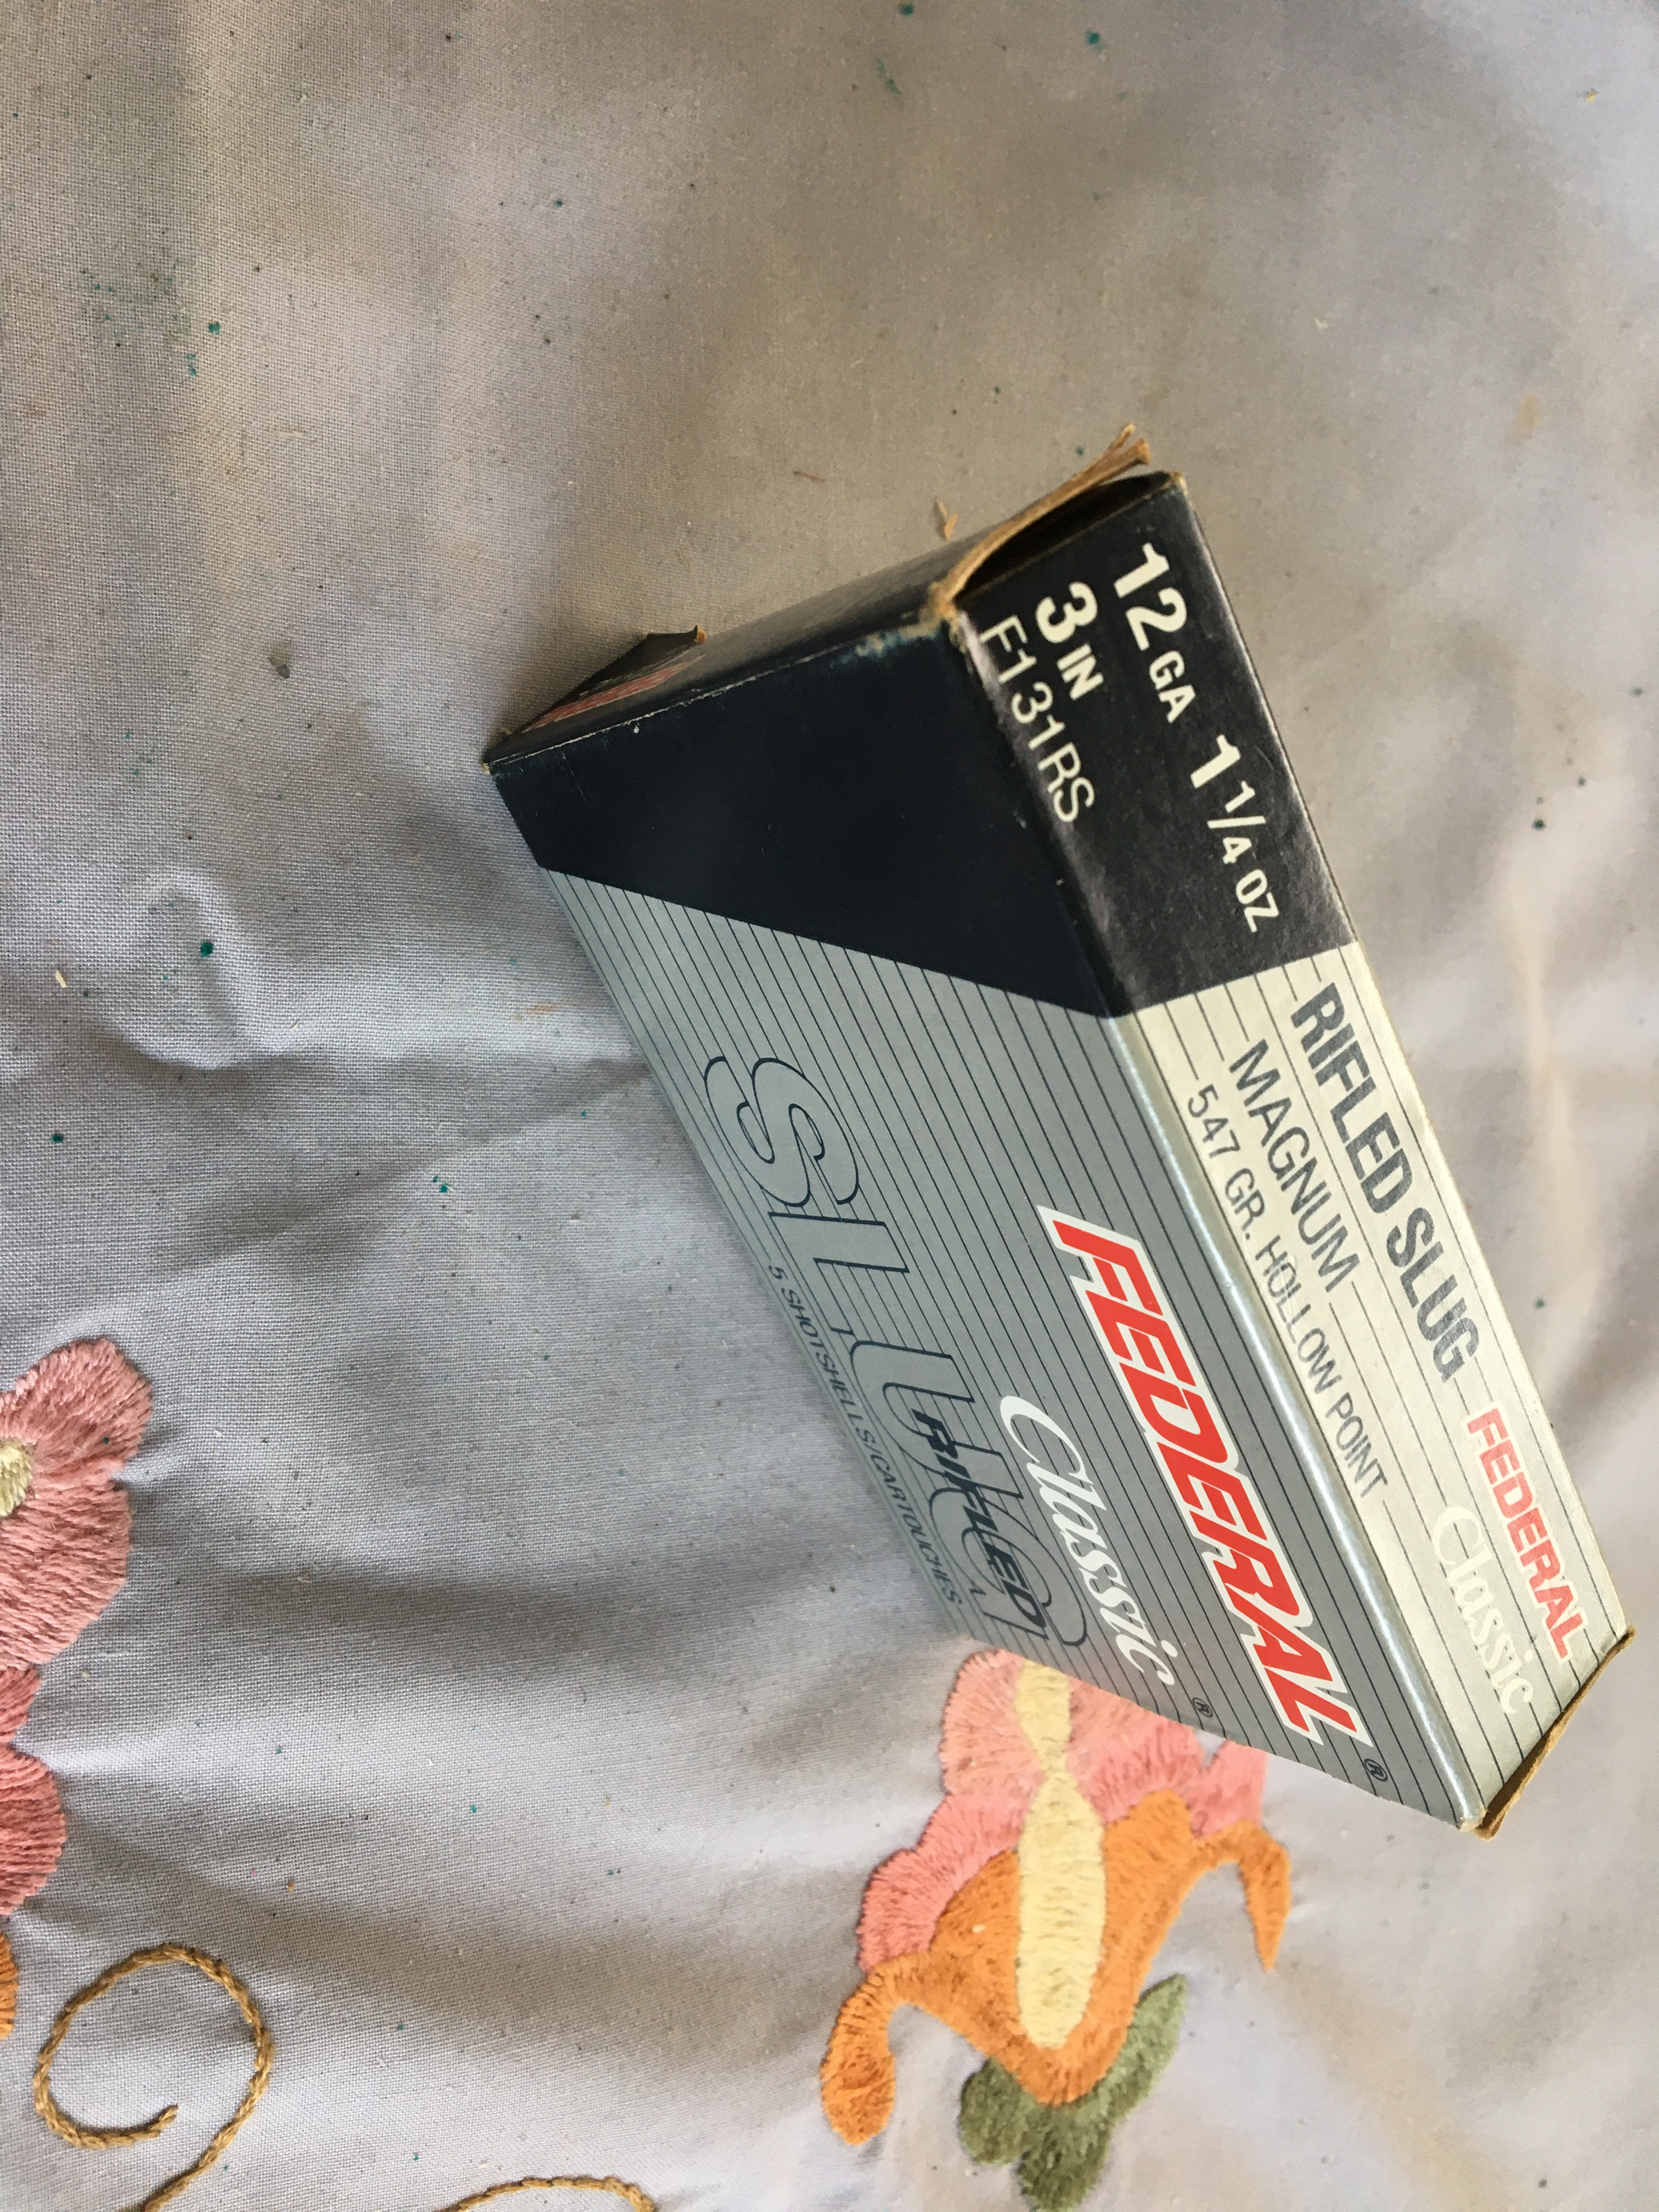 12 GA 1 1/4 OZ
3 IN
F131RS
RIFLED SLUG
MAGNUM
547 GR. HOLLOW POINT
FEDERAL
Classic
FEDERAL®
Classic®
SLUG
RIFLED
5 SHOTSHELLS/CARTOUCHES